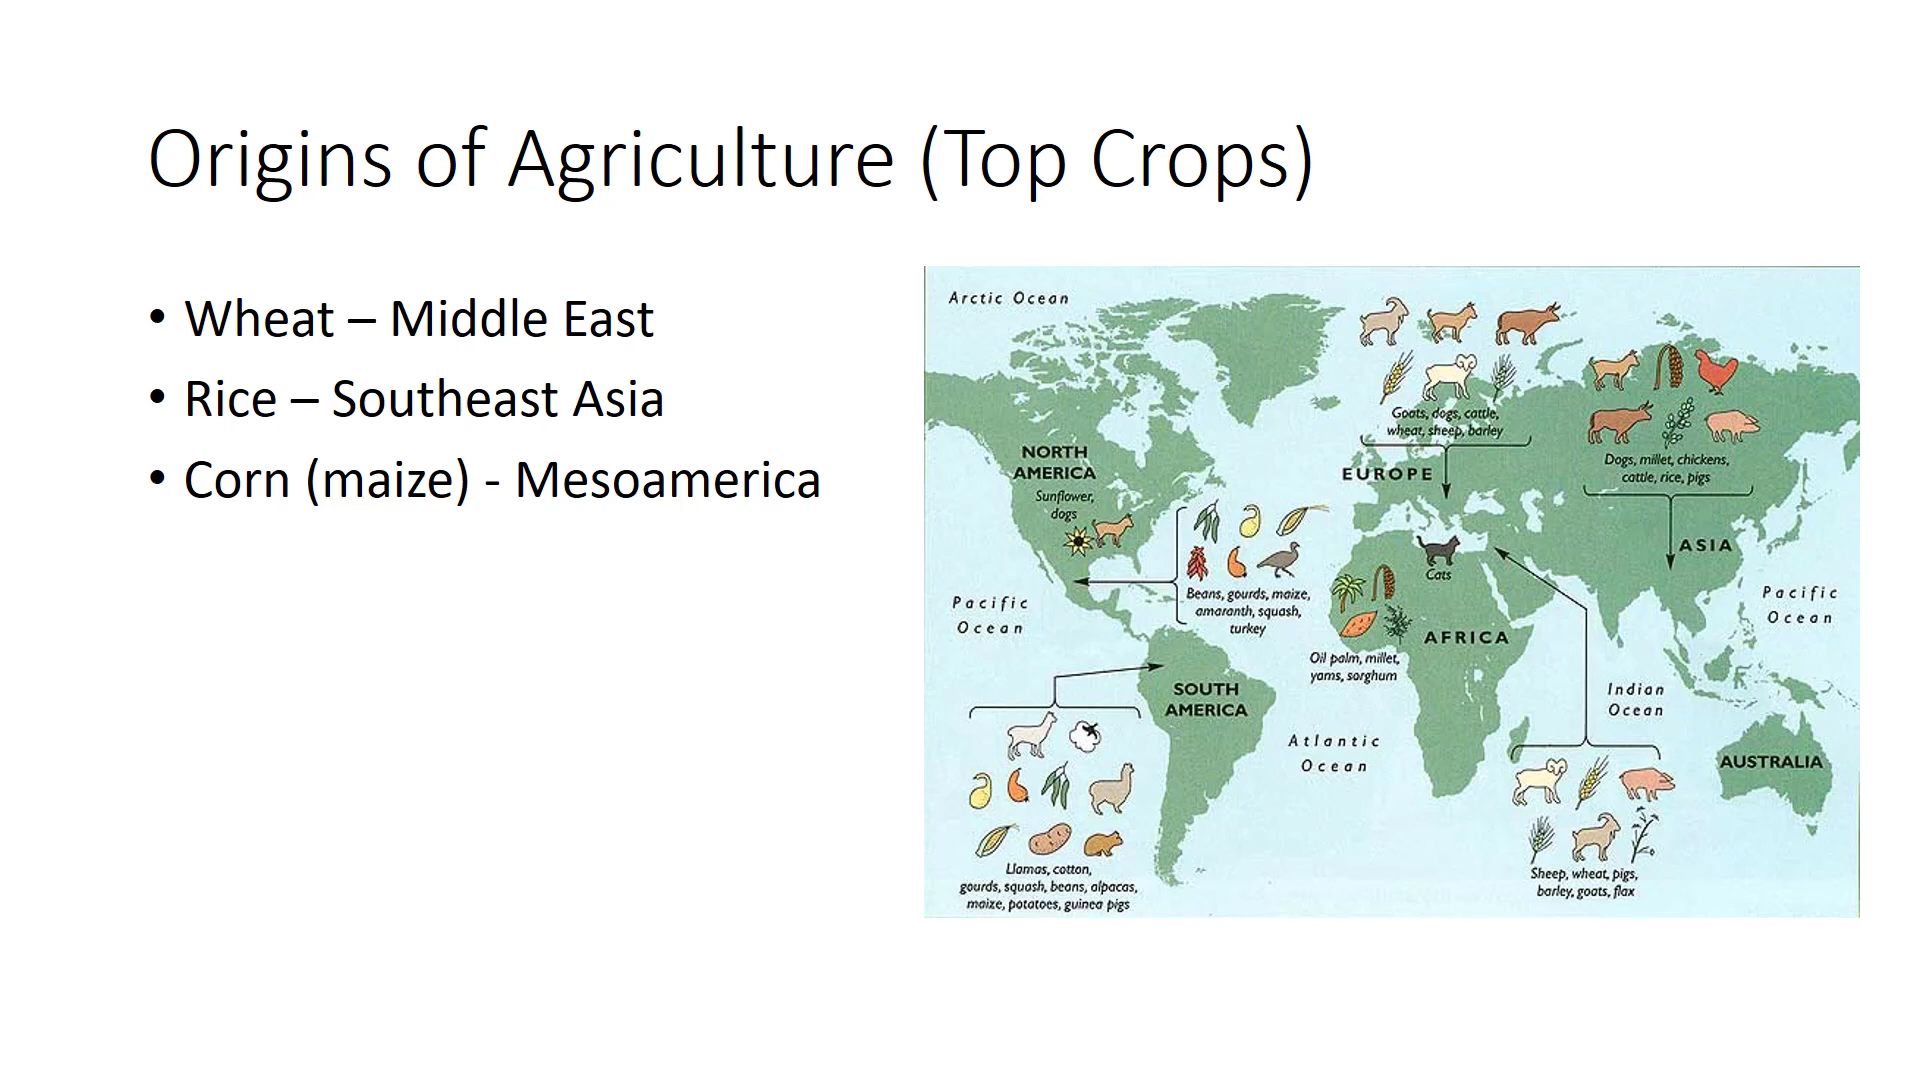 Origins of Agriculture (Top Crops)
• Wheat – Middle East
• Rice – Southeast Asia
• Corn (maize) - Mesoamerica
Arctic Ocean
Goats, dogs, cattle,
wheat, sheep, barley
EUROPE
Dogs, millet, chickens,
cattle, rice, pigs
ASIA
NORTH
AMERICA
Sunflower,
dogs
Beans, gourds, maize,
amaranth, squash,
turkey
Cats
Pacific
Ocean
Pacific
Ocean
AFRICA
Oil palm, millet,
yams, sorghum
SOUTH
AMERICA
Indian
Ocean
Atlantic
Ocean
AUSTRALIA
Llamas, cotton,
gourds, squash, beans, alpacas,
maize, potatoes, guinea pigs
Sheep, wheat, pigs,
barley, goats, flax